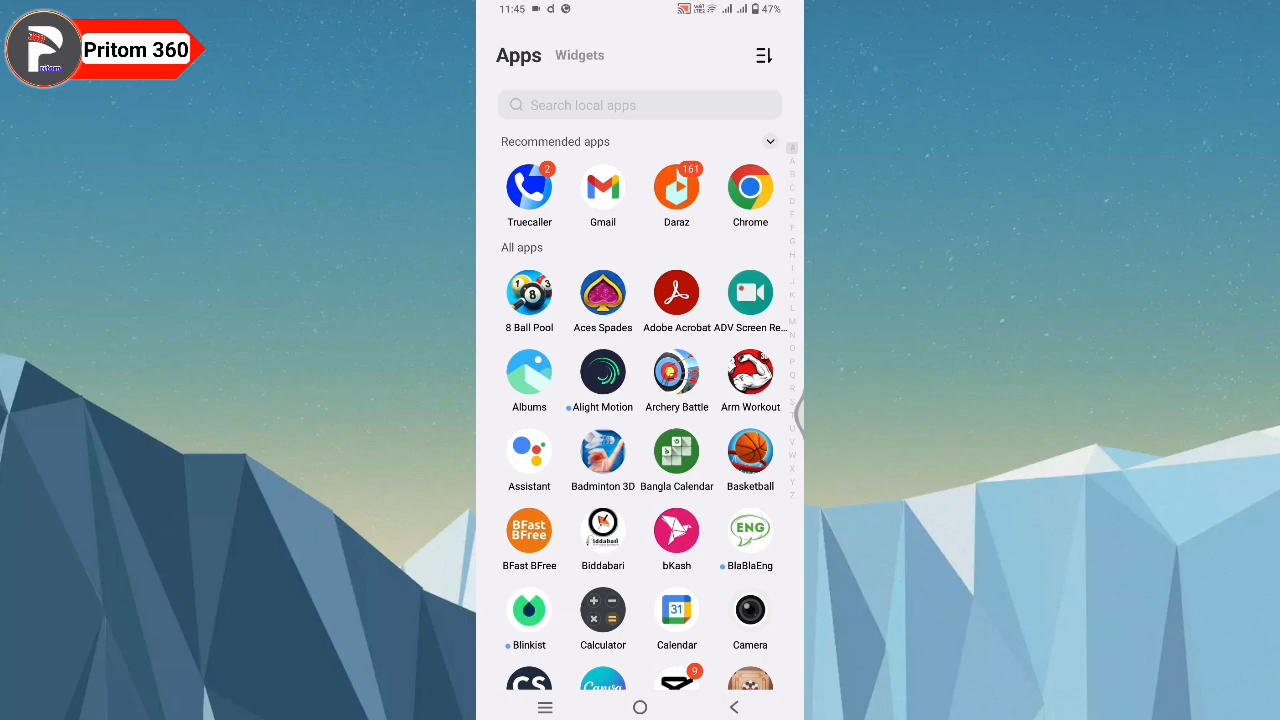 Pritom 360
11:45 47%
Apps Widgets
Search local apps
Recommended apps
2 161
Truecaller Gmail Daraz Chrome
All apps
8 Ball Pool Aces Spades Adobe Acrobat ADV Screen Re...
Albums Alight Motion Archery Battle Arm Workout
Assistant Badminton 3D Bangla Calendar Basketball
BFast BFree ENG
BFast BFree Biddabari bKash BlaBlaEng
31
Blinkist Calculator Calendar Camera
CS Canva 9
A
A
B
C
D
E
F
G
H
I
J
K
L
M
N
O
P
Q
R
S
T
U
V
W
X
Y
Z